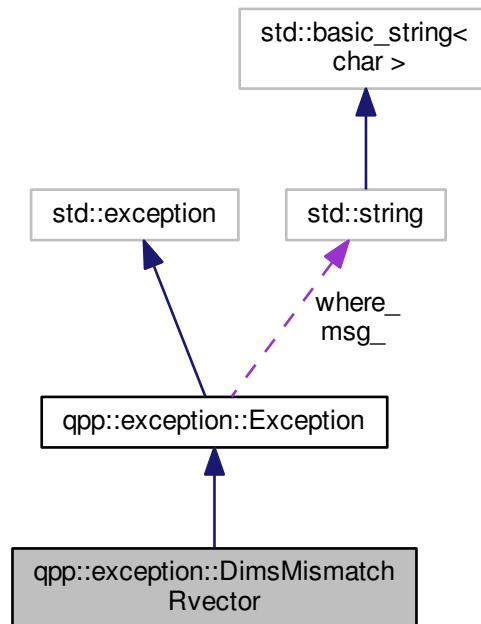 std::basic_string<
char >
std::exception
std::string
where_
msg_
qpp::exception::Exception
qpp::exception::DimsMismatch
Rvector